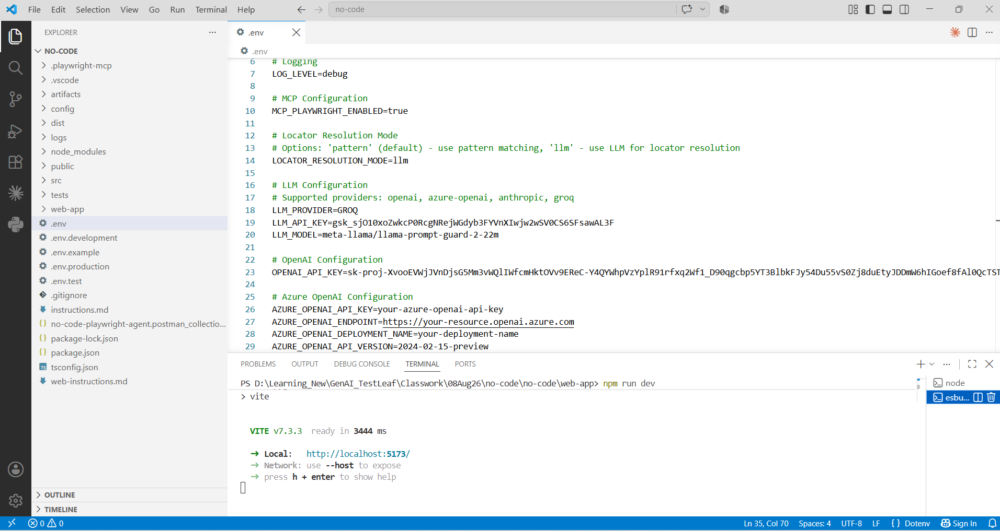 File Edit Selection View Go Run Terminal Help
no-code
EXPLORER
NO-CODE
.playwright-mcp
.vscode
artifacts
config
dist
logs
node_modules
public
src
tests
web-app
.env
.env.development
.env.example
.env.production
.env.test
.gitignore
instructions.md
no-code-playwright-agent.postman_collectio...
package-lock.json
package.json
tsconfig.json
web-instructions.md
OUTLINE
TIMELINE
.env
.env
6 # Logging
7 LOG_LEVEL=debug
8
9 # MCP Configuration
10 MCP_PLAYWRIGHT_ENABLED=true
11
12 # Locator Resolution Mode
13 # Options: 'pattern' (default) - use pattern matching, 'llm' - use LLM for locator resolution
14 LOCATOR_RESOLUTION_MODE=llm
15
16 # LLM Configuration
17 # Supported providers: openai, azure-openai, anthropic, groq
18 LLM_PROVIDER=GROQ
19 LLM_API_KEY=
20 LLM_MODEL=meta-llama/llama-prompt-guard-2-22m
21
22 # OpenAI Configuration
23 OPENAI_API_KEY=
24
25 # Azure OpenAI Configuration
26 AZURE_OPENAI_API_KEY=your-azure-openai-api-key
27 AZURE_OPENAI_ENDPOINT=https://your-resource.openai.azure.com
28 AZURE_OPENAI_DEPLOYMENT_NAME=your-deployment-name
29 AZURE_OPENAI_API_VERSION=2024-02-15-preview
PROBLEMS OUTPUT DEBUG CONSOLE TERMINAL PORTS
PS D:\Learning_New\GenAI_TestLeaf\Classwork\08Aug26\no-code\no-code\web-app> npm run dev
> vite
VITE v7.3.3 ready in 3444 ms
➜ Local: http://localhost:5173/
➜ Network: use --host to expose
➜ press h + enter to show help
node
esbu...
0 0
Ln 35, Col 70 Spaces: 4 UTF-8 LF { } Dotenv Sign In